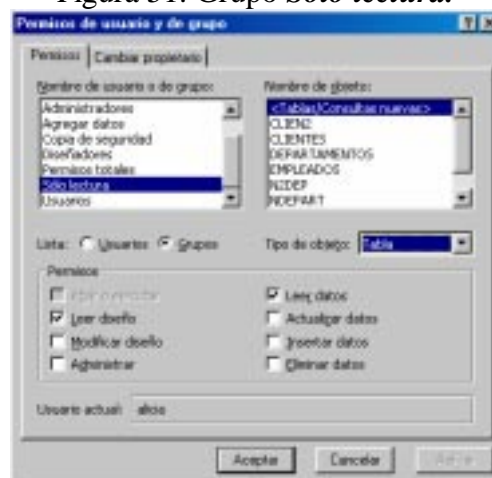 Figura 31. Grupo Sólo lectura.
Permisos de usuario y de grupo
Permisos
Cambiar propietario
Nombre de usuario o de grupo:
Administradores
Agregar datos
Copia de seguridad
Diseñadores
Permisos totales
Sólo lectura
Usuarios
Nombre de objeto:
<Tablas/Consultas nuevas>
CLIEN2
CLIENTES
DEPARTAMENTOS
EMPLEADOS
N2DEP
NDEPART
Lista: Usuarios Grupos
Tipo de objeto: Tabla
Permisos
Abrir o ejecutar
Leer diseño
Modificar diseño
Administrar
Leer datos
Actualizar datos
Insertar datos
Eliminar datos
Usuario actual: alicia
Aceptar
Cancelar